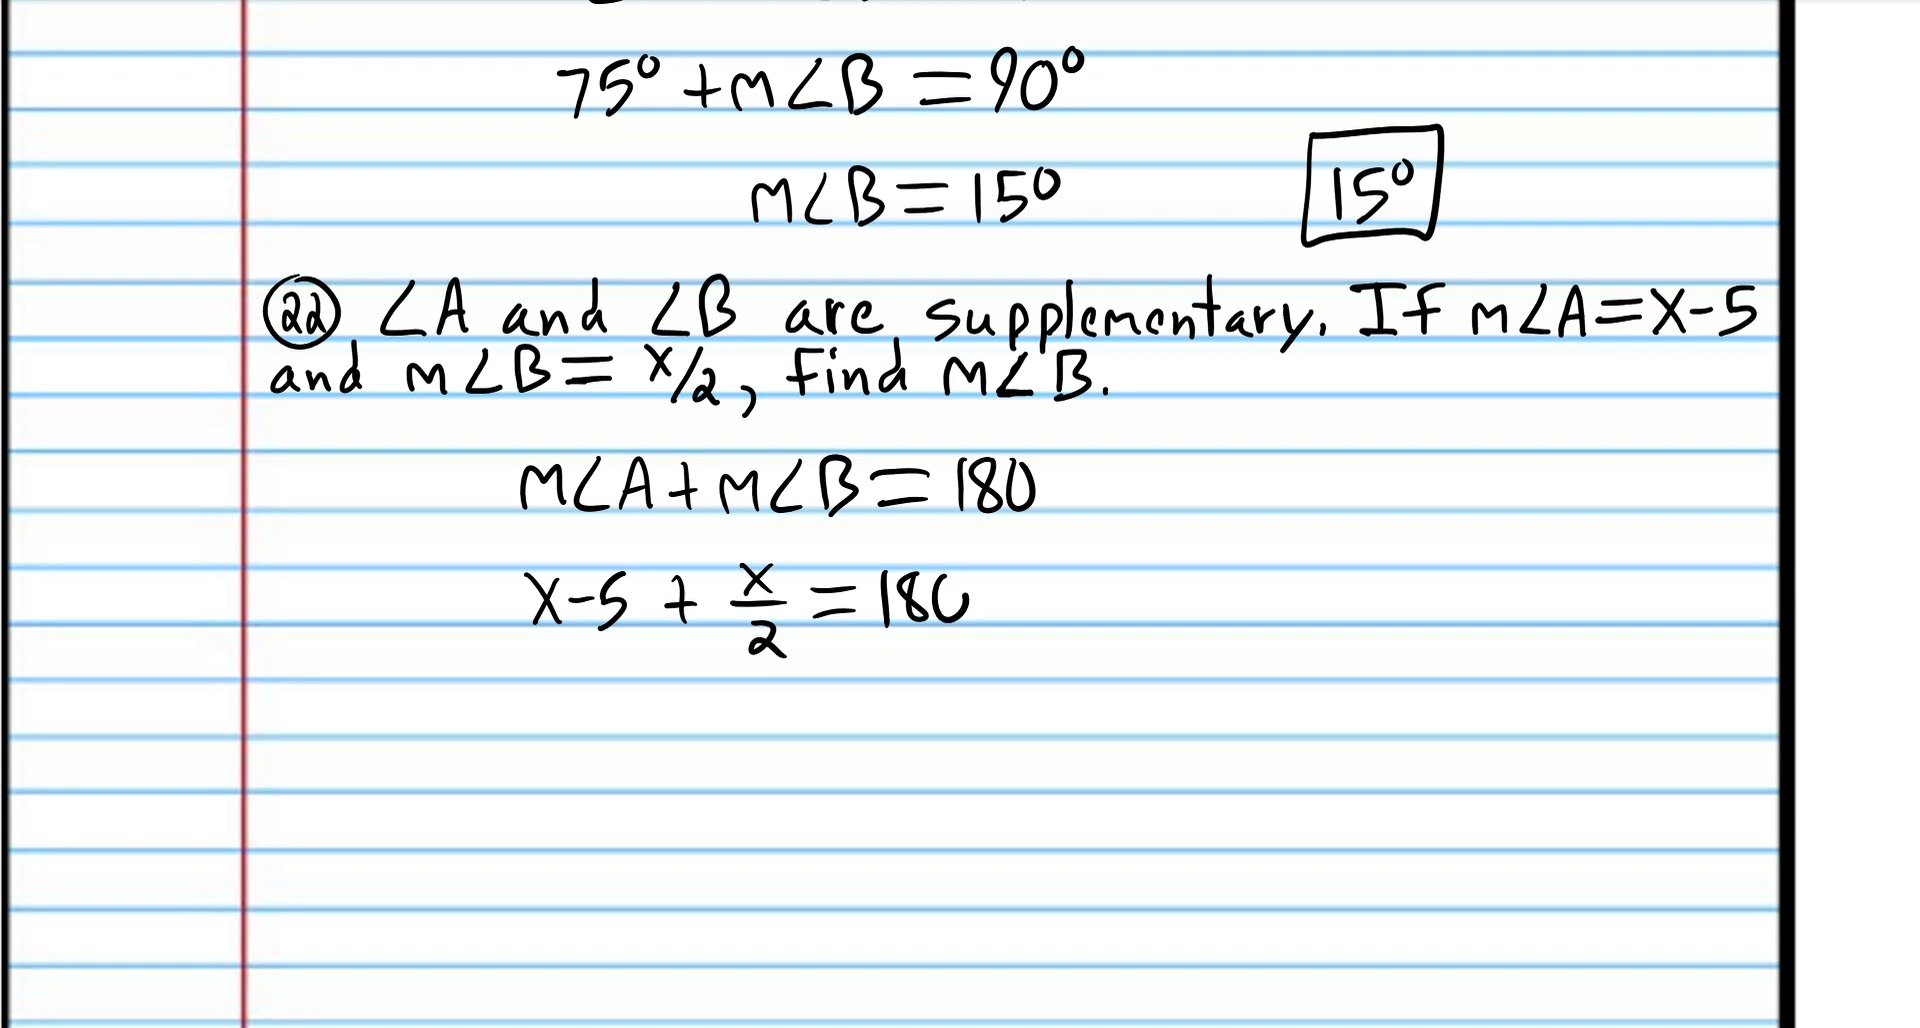 75° + m∠B = 90°
m∠B = 15° 15°
22 ∠A and ∠B are supplementary. If m∠A = x-5
and m∠B = x/2, find m∠B.
m∠A + m∠B = 180
x-5 + x/2 = 180